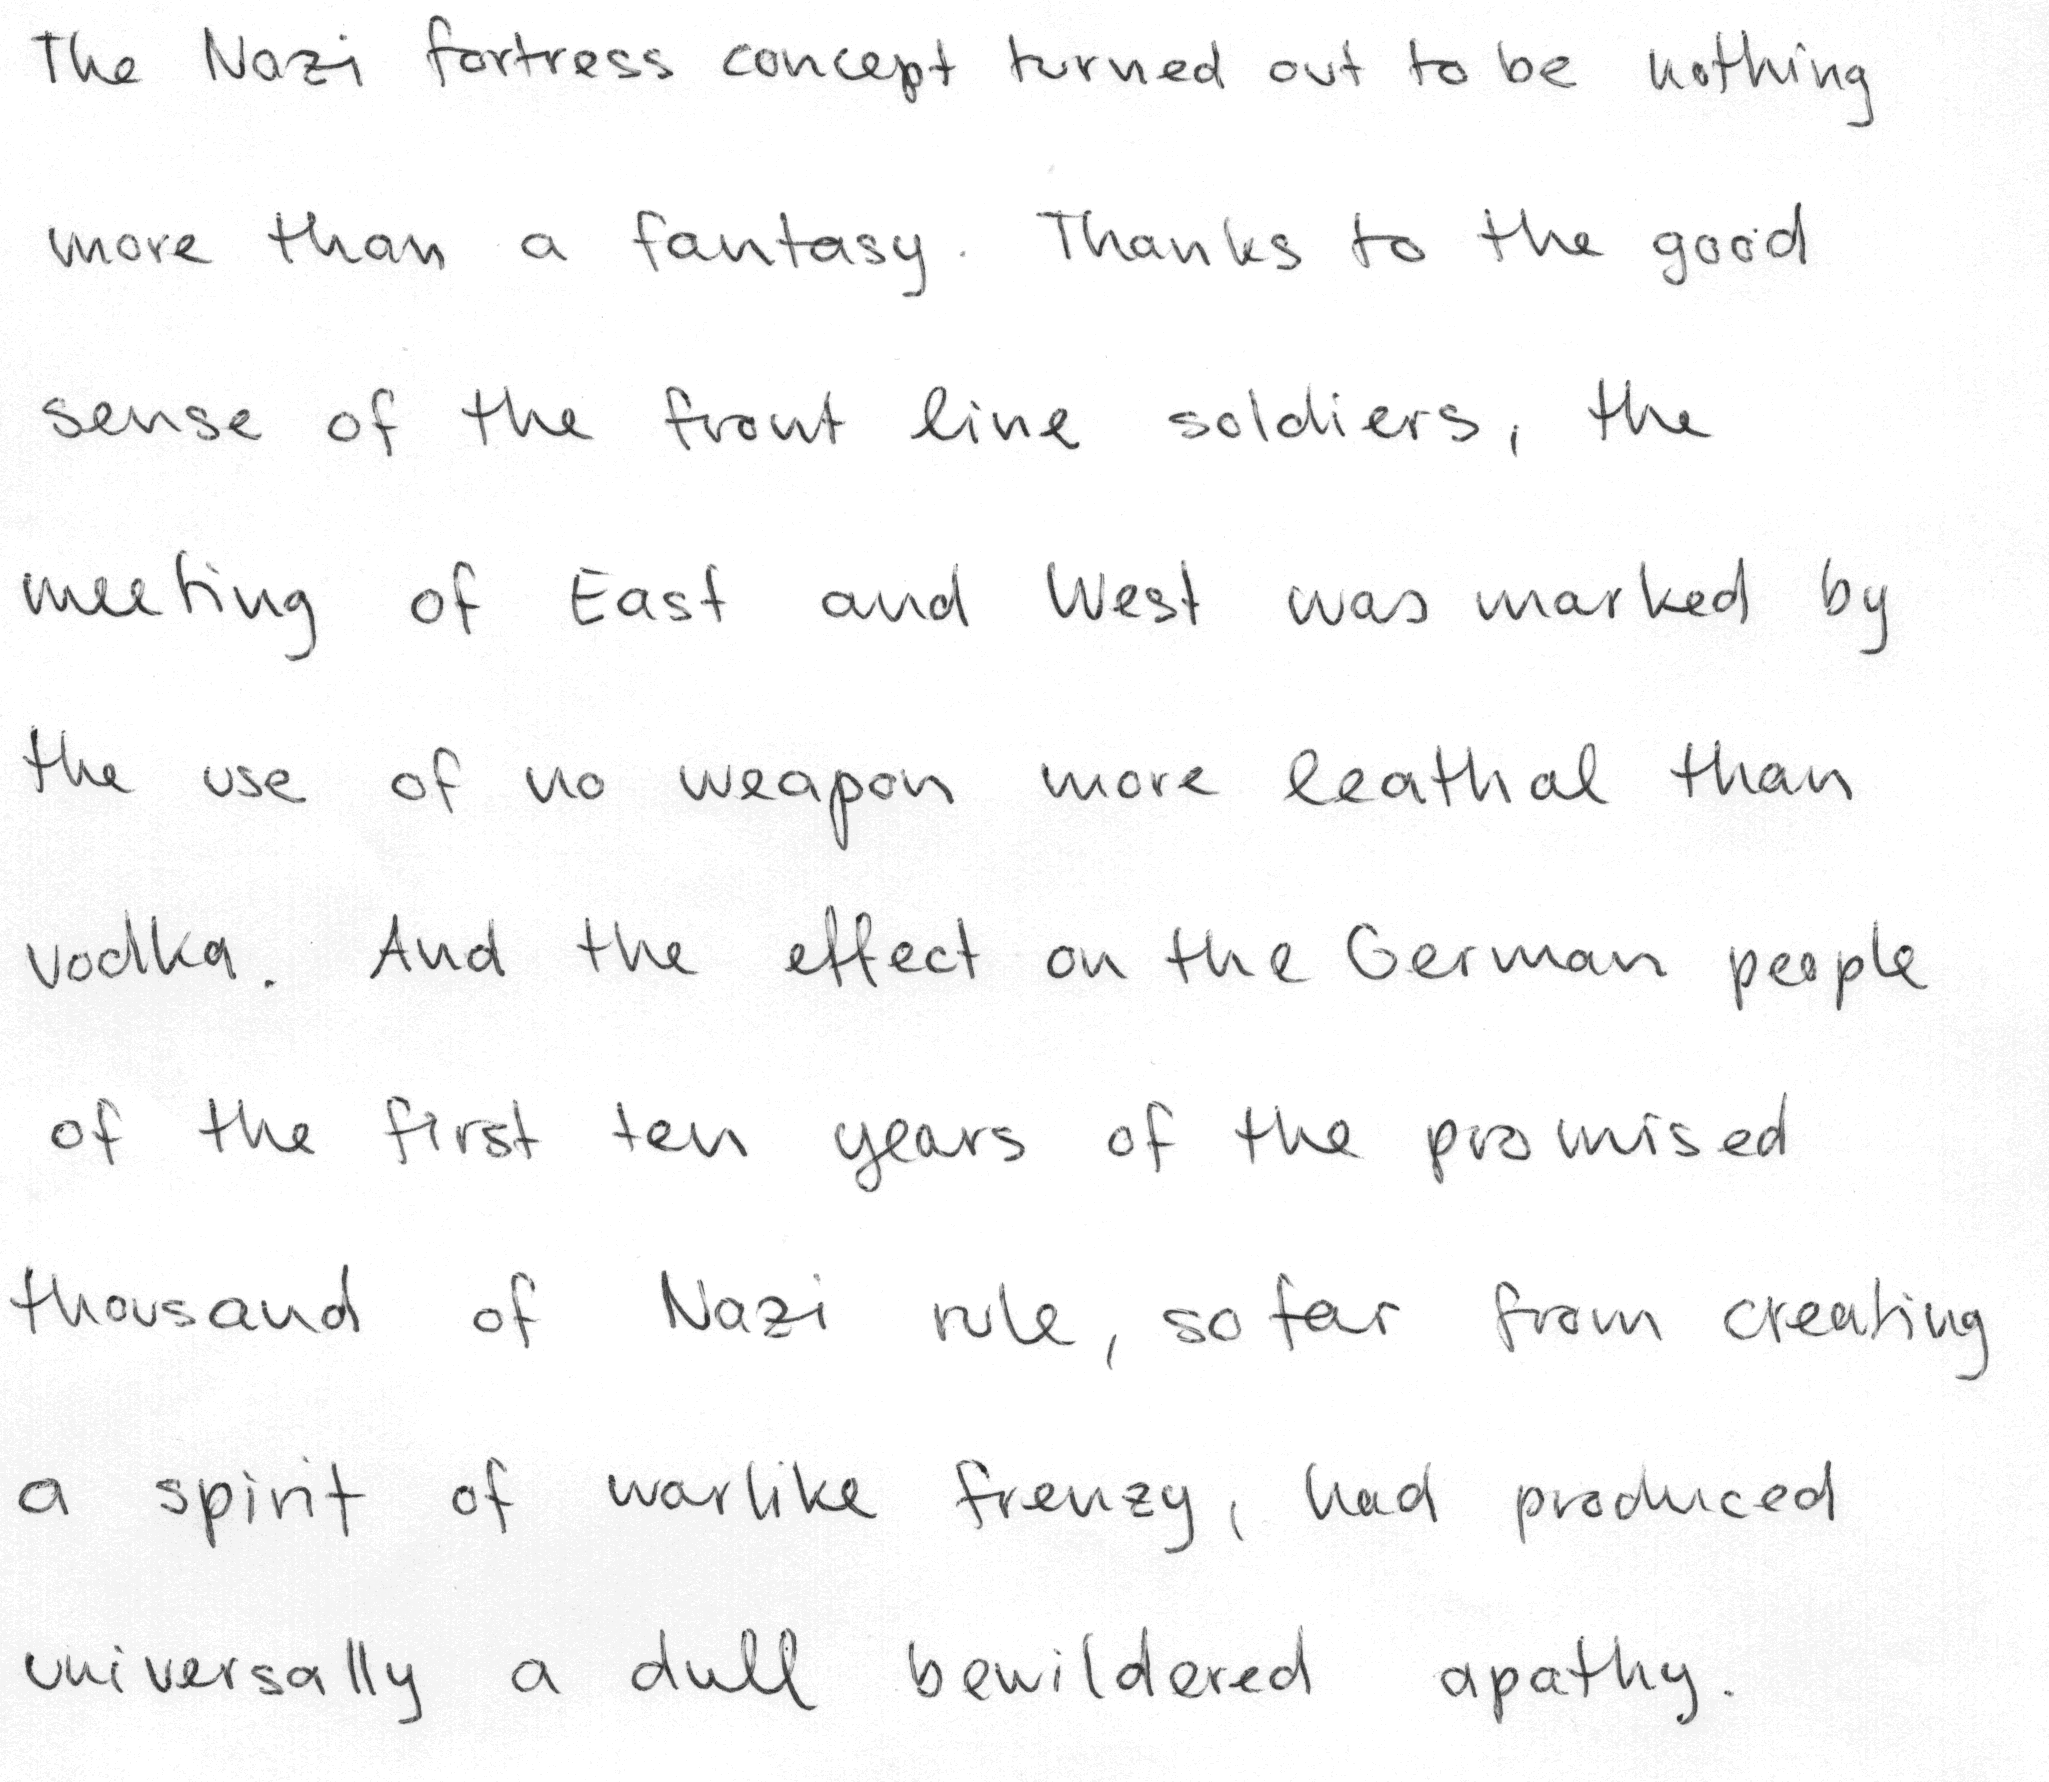 The Nazi fortress concept turned out to be nothing
more than a fantasy. Thanks to the good
sense of the front line soldiers, the
meeting of East and West was marked by
the use of no weapon more leathal than
vodka. And the effect on the German people
of the first ten years of the promised
thousand of Nazi rule, so far from creating
a spirit of warlike frenzy, had produced
universally a dull bewildered apathy.